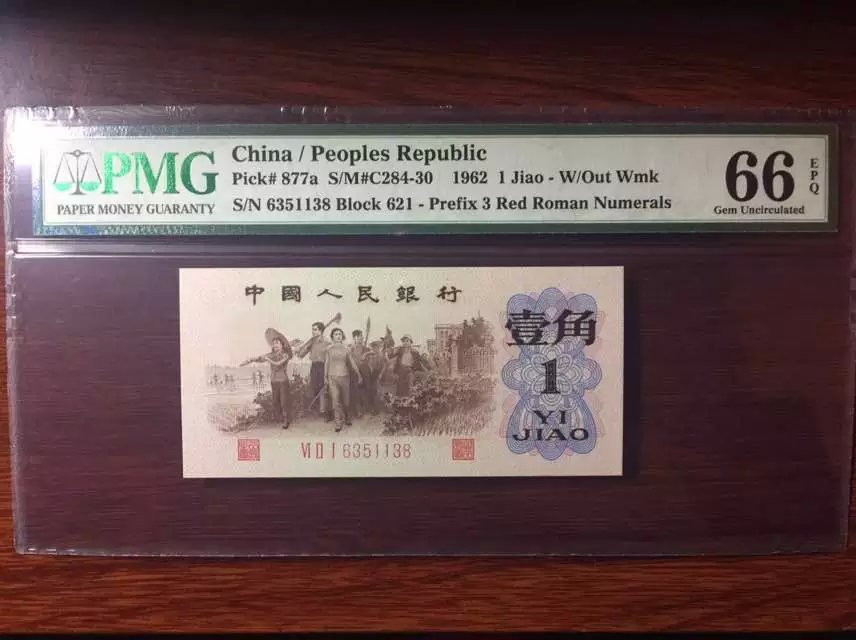 PMG
PAPER MONEY GUARANTY
China / Peoples Republic
Pick# 877a S/M#C284-30 1962 1 Jiao - W/Out Wmk
S/N 6351138 Block 621 - Prefix 3 Red Roman Numerals
66
EPQ
Gem Uncirculated
中國人民銀行
壹角
1
YI
JIAO
VI II I 6351138